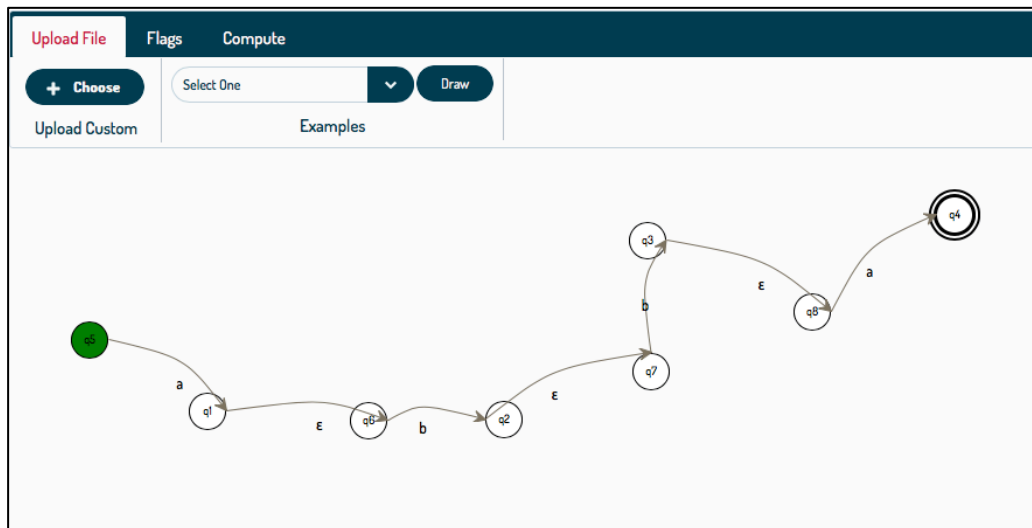 Upload File Flags Compute
+ Choose Select One Draw
Upload Custom Examples
q4
q3
ε a
b q8
q5
q7
a ε
q1 q6 q2
ε b